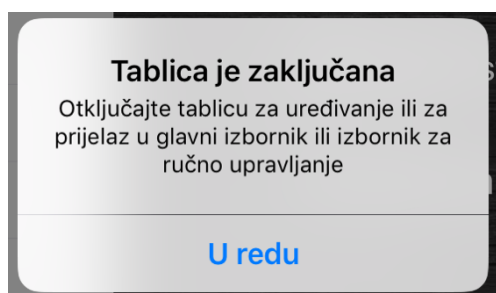 Tablica je zaključana
Otključajte tablicu za uređivanje ili za
prijelaz u glavni izbornik ili izbornik za
ručno upravljanje
U redu